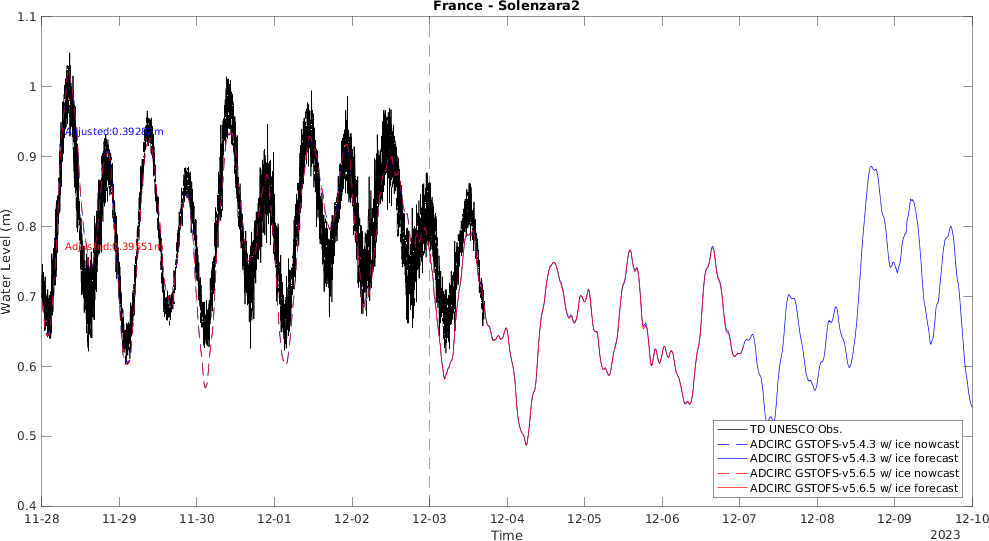 France - Solenzara2
1.1
1
0.9
0.8
0.7
0.6
0.5
0.4
Water Level (m)
Adjusted:0.39551m
11-28
11-29
11-30
12-01
12-02
12-03
12-04
12-05
12-06
12-07
12-08
12-09
12-10
Time
2023
TD UNESCO Obs.
ADCIRC GSTOFS-v5.4.3 w/ ice nowcast
ADCIRC GSTOFS-v5.4.3 w/ ice forecast
ADCIRC GSTOFS-v5.6.5 w/ ice nowcast
ADCIRC GSTOFS-v5.6.5 w/ ice forecast